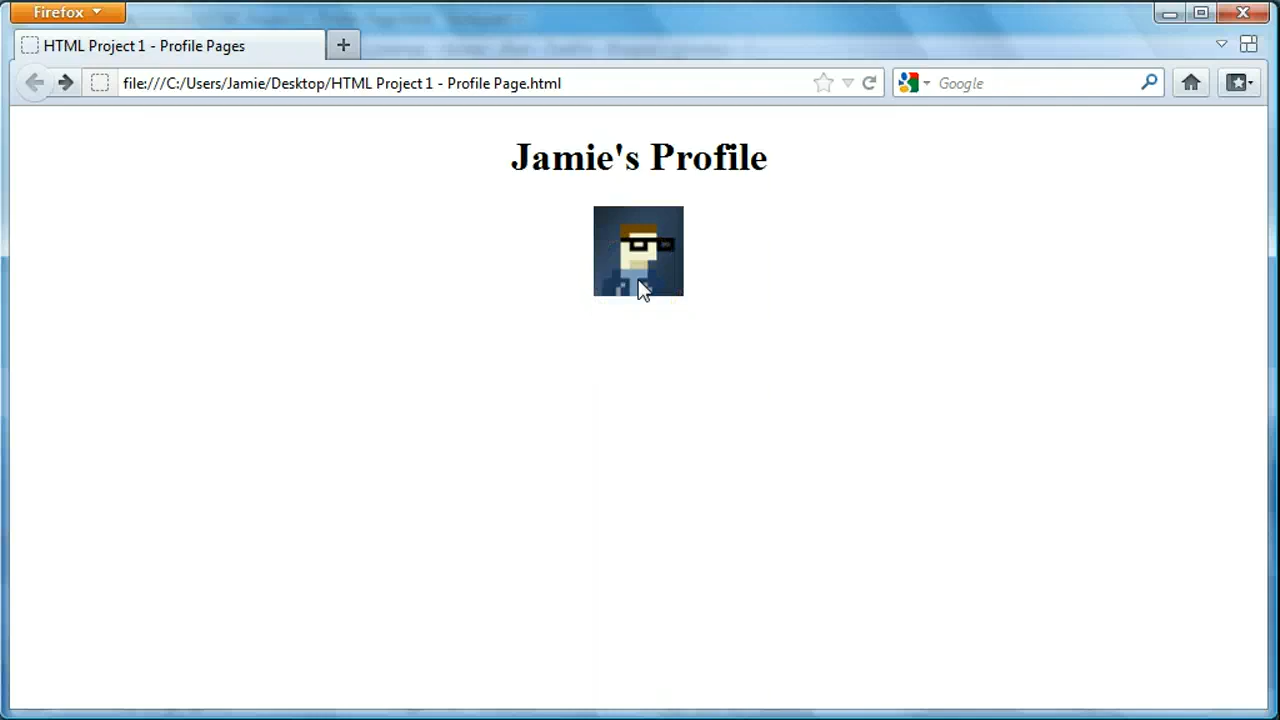 Firefox
HTML Project 1 - Profile Pages
file:///C:/Users/Jamie/Desktop/HTML Project 1 - Profile Page.html
Google
Jamie's Profile